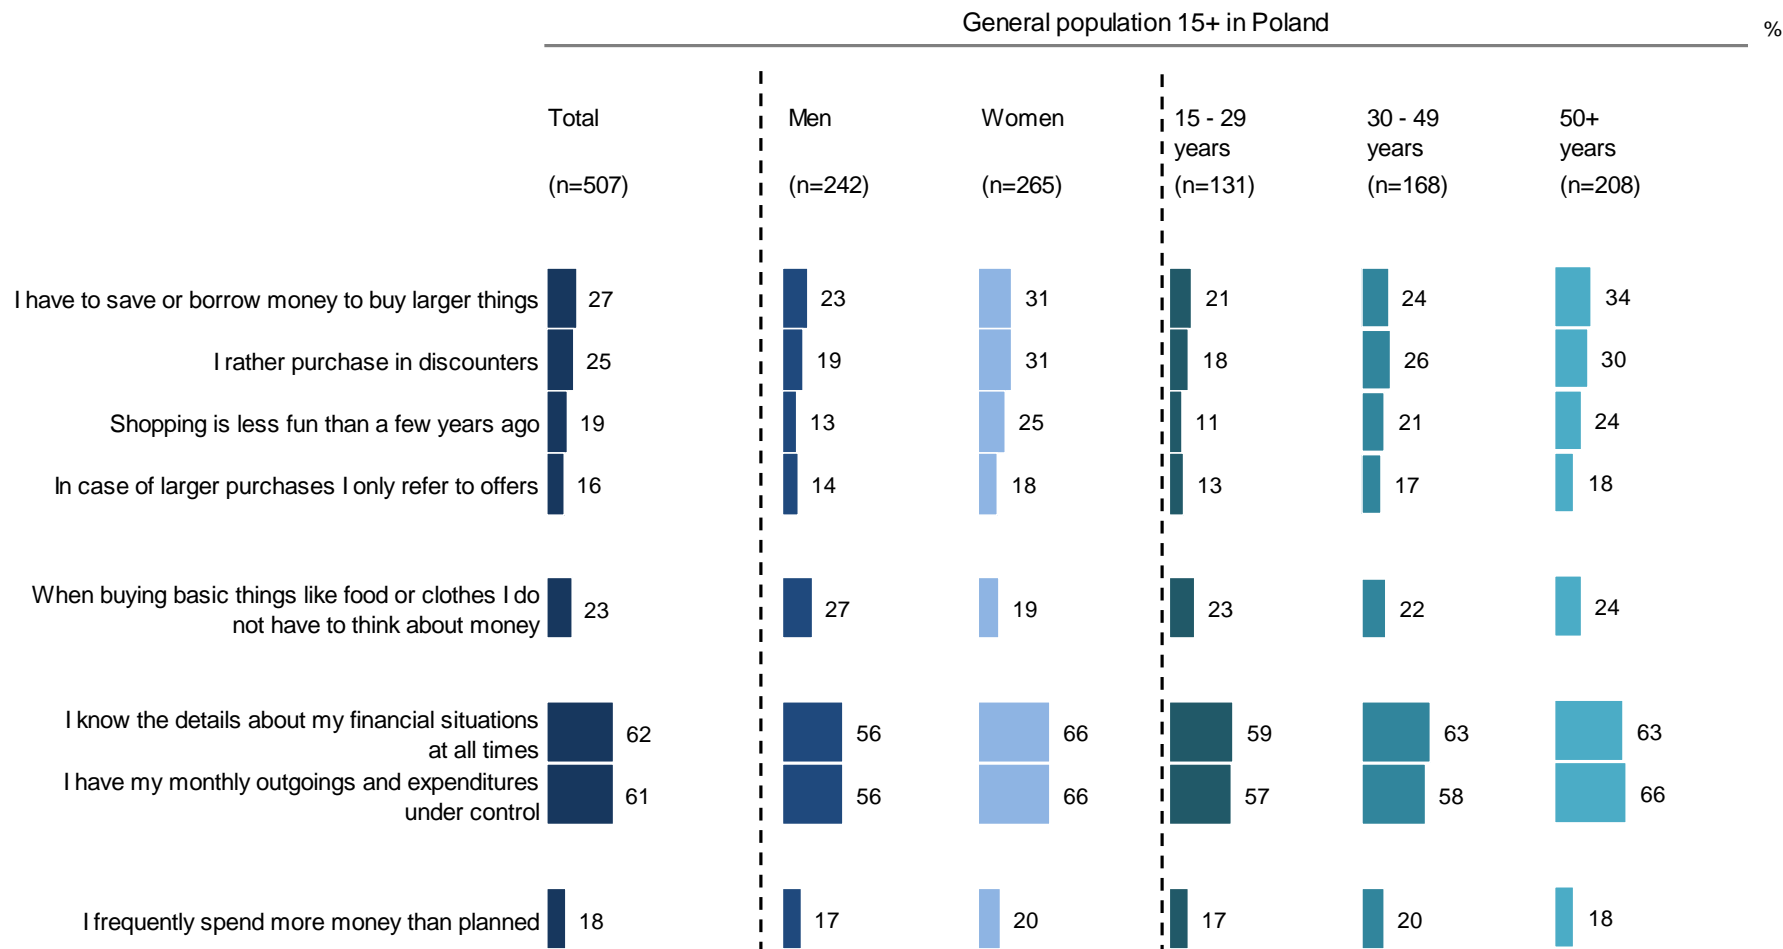 General population 15+ in Poland
%
Total
Men
Women
15 - 29
years
30 - 49
years
50+
years
(n=507)
(n=242)
(n=265)
(n=131)
(n=168)
(n=208)
I have to save or borrow money to buy larger things
27
23
31
21
24
34
I rather purchase in discounters
25
19
31
18
26
30
Shopping is less fun than a few years ago
19
13
25
11
21
24
In case of larger purchases I only refer to offers
16
14
18
13
17
18
When buying basic things like food or clothes I do
not have to think about money
23
27
19
23
22
24
I know the details about my financial situations
at all times
62
56
66
59
63
63
I have my monthly outgoings and expenditures
under control
61
56
66
57
58
66
I frequently spend more money than planned
18
17
20
17
20
18